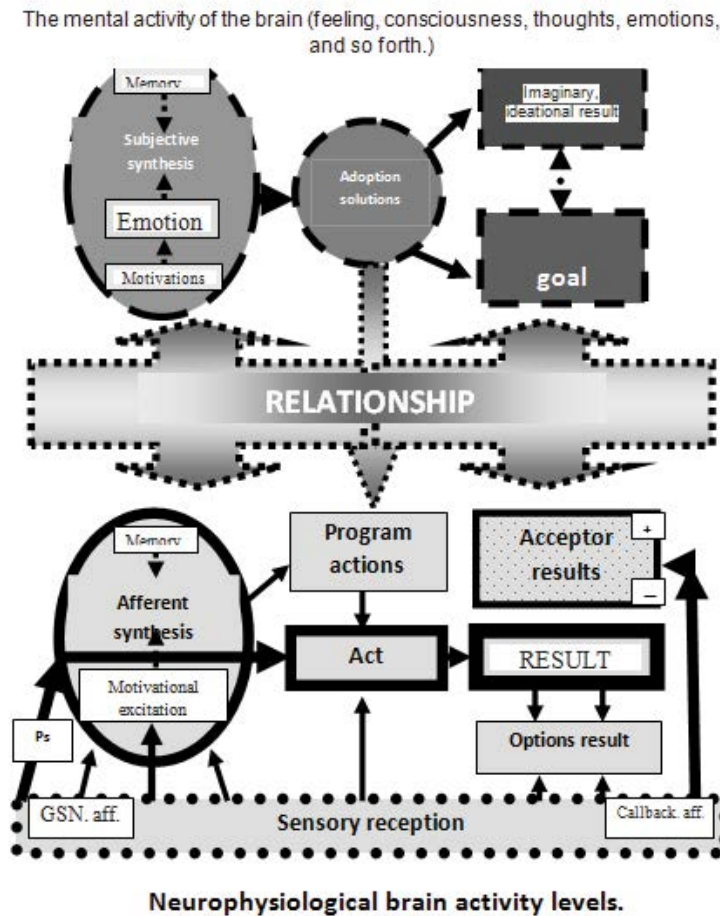 The mental activity of the brain (feeling, consciousness, thoughts, emotions,
and so forth.)
Memory
Subjective
synthesis
Emotion
Motivations
Adoption
solutions
Imaginary,
ideational result
goal
RELATIONSHIP
Memory
Afferent
synthesis
Motivational
excitation
Program
actions
Acceptor
results
+
–
Act
RESULT
Options result
Ps
GSN. aff.
Sensory reception
Callback. aff.
Neurophysiological brain activity levels.